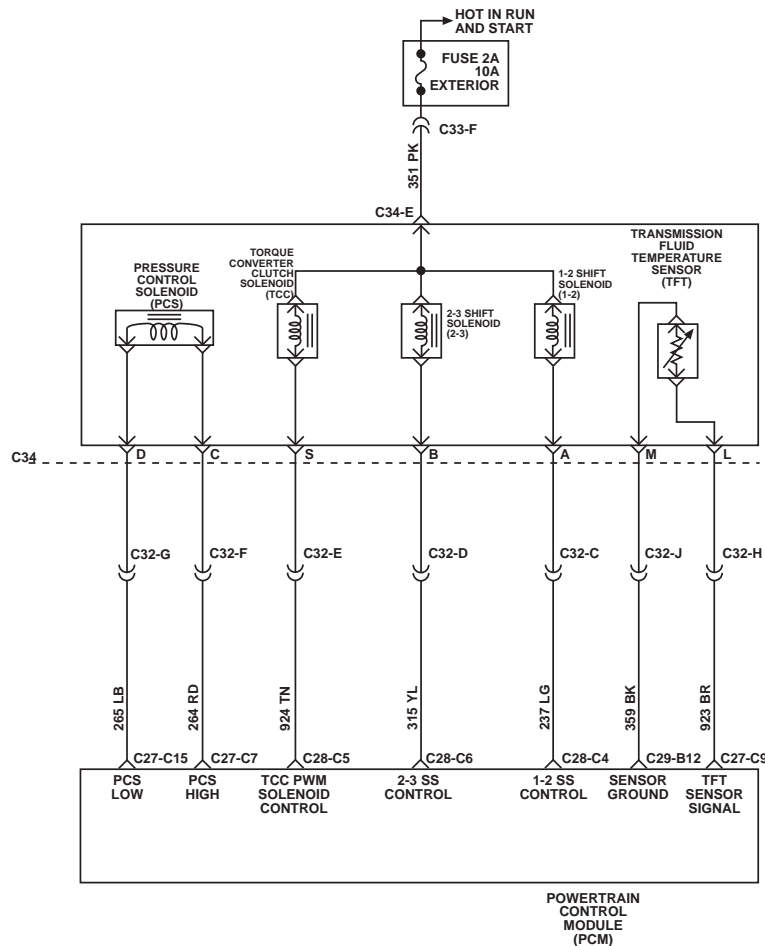 HOT IN RUN
AND START
FUSE 2A
10A
EXTERIOR
C33-F
351 PK
C34-E
TRANSMISSION
FLUID
TEMPERATURE
SENSOR
(TFT)
TORQUE
CONVERTER
CLUTCH
SOLENOID
(TCC)
PRESSURE
CONTROL
SOLENOID
(PCS)
1-2 SHIFT
SOLENOID
(1-2)
2-3 SHIFT
SOLENOID
(2-3)
C34
D
C
S
B
A
M
L
C32-G
C32-F
C32-E
C32-D
C32-C
C32-J
C32-H
265 LB
264 RD
924 TN
315 YL
237 LG
359 BK
923 BR
C27-C15
C27-C7
C28-C5
C28-C6
C28-C4
C29-B12
C27-C9
PCS
LOW
PCS
HIGH
TCC PWM
SOLENOID
CONTROL
2-3 SS
CONTROL
1-2 SS
CONTROL
SENSOR
GROUND
TFT
SENSOR
SIGNAL
POWERTRAIN
CONTROL
MODULE
(PCM)